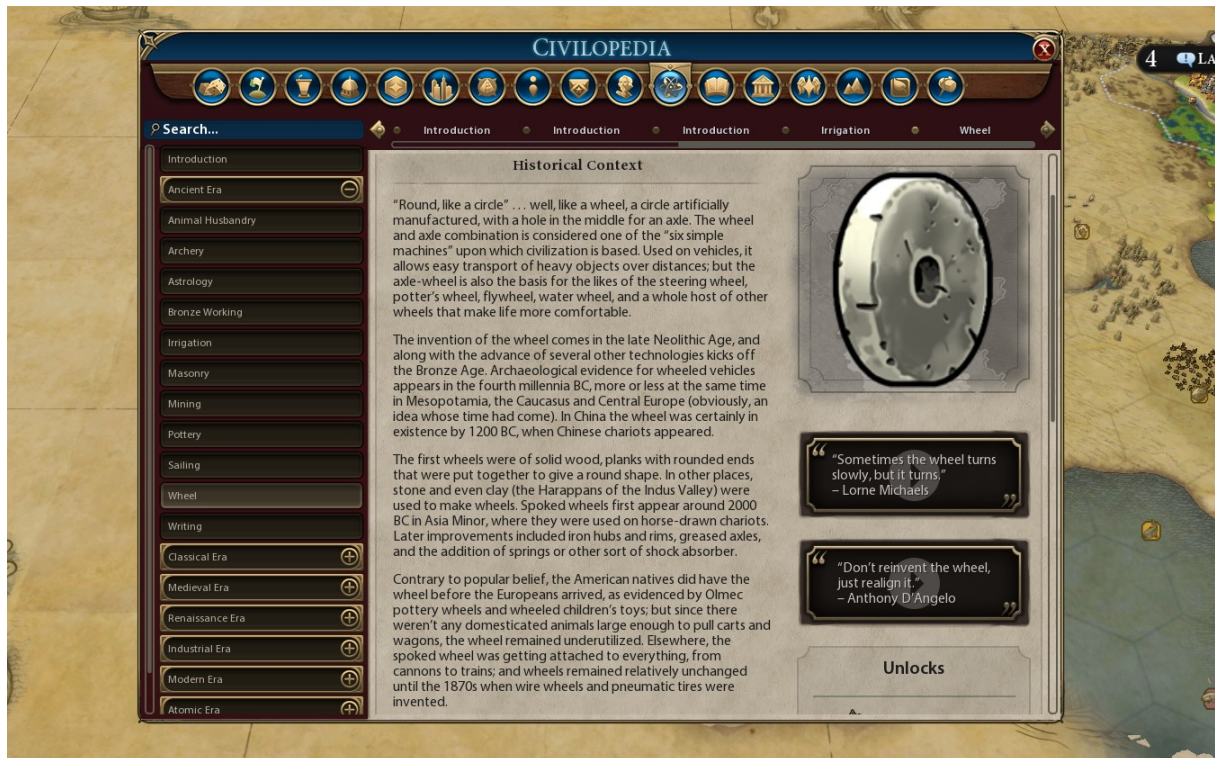 CIVILOPEDIA
X
4
LA
Search...
Introduction
Introduction
Introduction
Irrigation
Wheel
Introduction
Ancient Era
Animal Husbandry
Archery
Astrology
Bronze Working
Irrigation
Masonry
Mining
Pottery
Sailing
Wheel
Writing
Classical Era
Medieval Era
Renaissance Era
Industrial Era
Modern Era
Atomic Era
Historical Context
“Round, like a circle” . . . well, like a wheel, a circle artificially
manufactured, with a hole in the middle for an axle. The wheel
and axle combination is considered one of the “six simple
machines” upon which civilization is based. Used on vehicles, it
allows easy transport of heavy objects over distances; but the
axle-wheel is also the basis for the likes of the steering wheel,
potter’s wheel, flywheel, water wheel, and a whole host of other
wheels that make life more comfortable.
The invention of the wheel comes in the late Neolithic Age, and
along with the advance of several other technologies kicks off
the Bronze Age. Archaeological evidence for wheeled vehicles
appears in the fourth millennia BC, more or less at the same time
in Mesopotamia, the Caucasus and Central Europe (obviously, an
idea whose time had come). In China the wheel was certainly in
existence by 1200 BC, when Chinese chariots appeared.
The first wheels were of solid wood, planks with rounded ends
that were put together to give a round shape. In other places,
stone and even clay (the Harappans of the Indus Valley) were
used to make wheels. Spoked wheels first appear around 2000
BC in Asia Minor, where they were used on horse-drawn chariots.
Later improvements included iron hubs and rims, greased axles,
and the addition of springs or other sort of shock absorber.
Contrary to popular belief, the American natives did have the
wheel before the Europeans arrived, as evidenced by Olmec
pottery wheels and wheeled children’s toys; but since there
weren’t any domesticated animals large enough to pull carts and
wagons, the wheel remained underutilized. Elsewhere, the
spoked wheel was getting attached to everything, from
cannons to trains; and wheels remained relatively unchanged
until the 1870s when wire wheels and pneumatic tires were
invented.
“Sometimes the wheel turns
slowly, but it turns.”
– Lorne Michaels
“Don’t reinvent the wheel,
just realign it.”
– Anthony D’Angelo
Unlocks